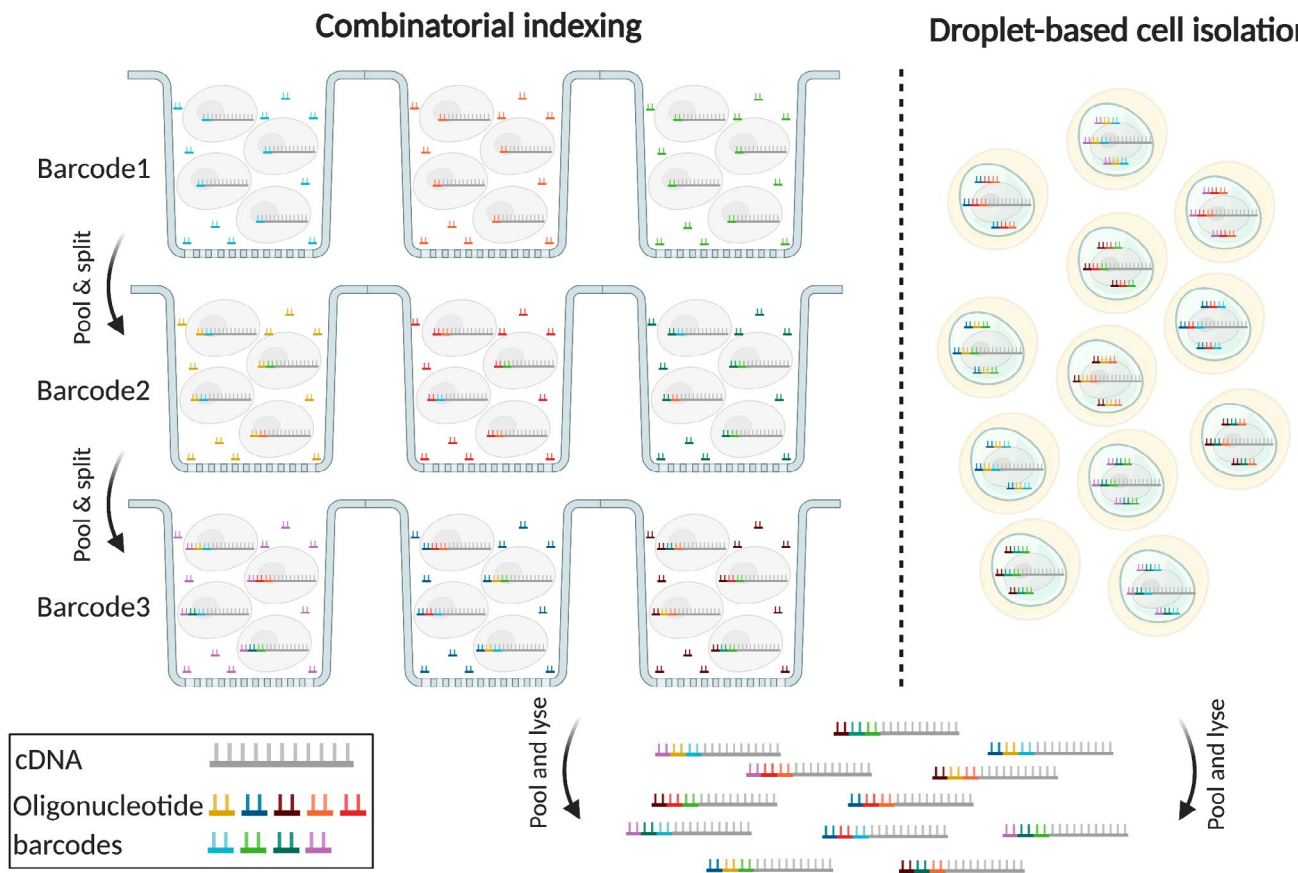 Combinatorial indexing
Droplet-based cell isolation
Barcode1
Pool & split
Barcode2
Pool & split
Barcode3
Pool and lyse
Pool and lyse
cDNA
Oligonucleotide
barcodes